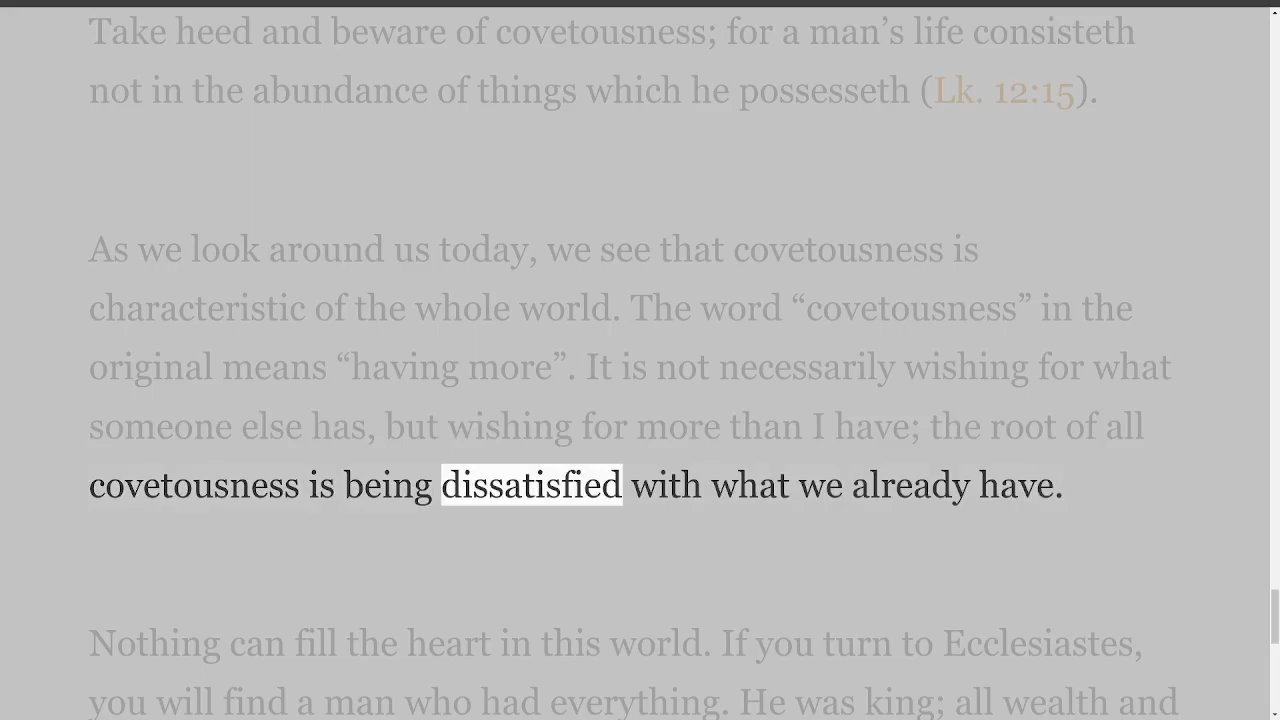 Take heed and beware of covetousness; for a man’s life consisteth
not in the abundance of things which he possesseth (Lk. 12:15).
As we look around us today, we see that covetousness is
characteristic of the whole world. The word “covetousness” in the
original means “having more”. It is not necessarily wishing for what
someone else has, but wishing for more than I have; the root of all
covetousness is being dissatisfied with what we already have.
Nothing can fill the heart in this world. If you turn to Ecclesiastes,
you will find a man who had everything. He was king; all wealth and